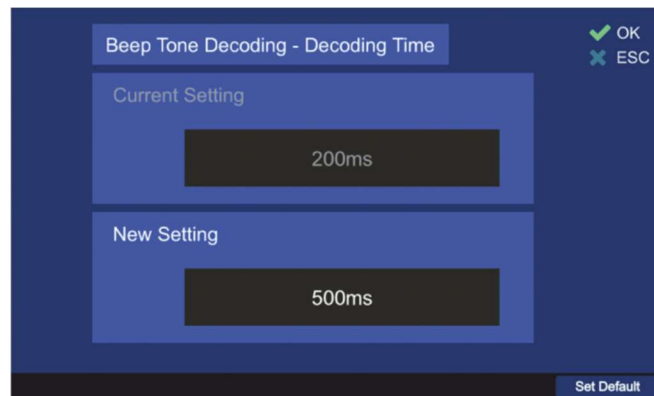 Beep Tone Decoding - Decoding Time
OK
ESC
Current Setting
200ms
New Setting
500ms
Set Default